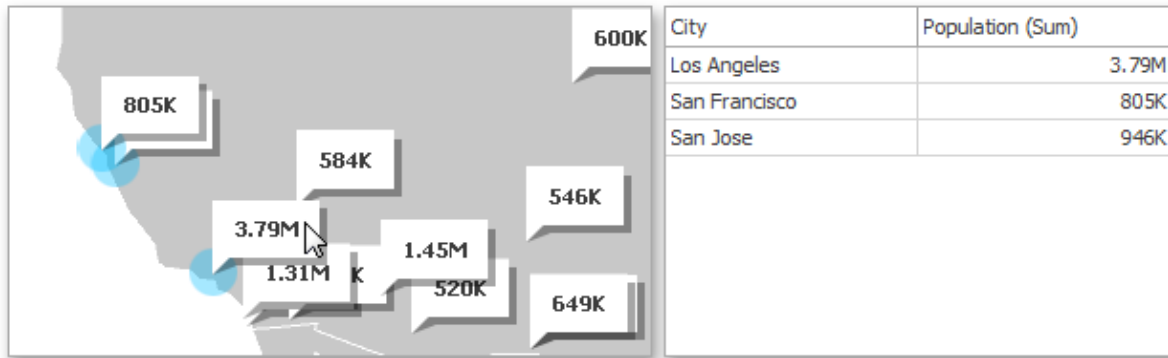 600K
805K
584K
546K
3.79M
1.45M
1.31M
K
520K
649K
City Population (Sum)
Los Angeles 3.79M
San Francisco 805K
San Jose 946K